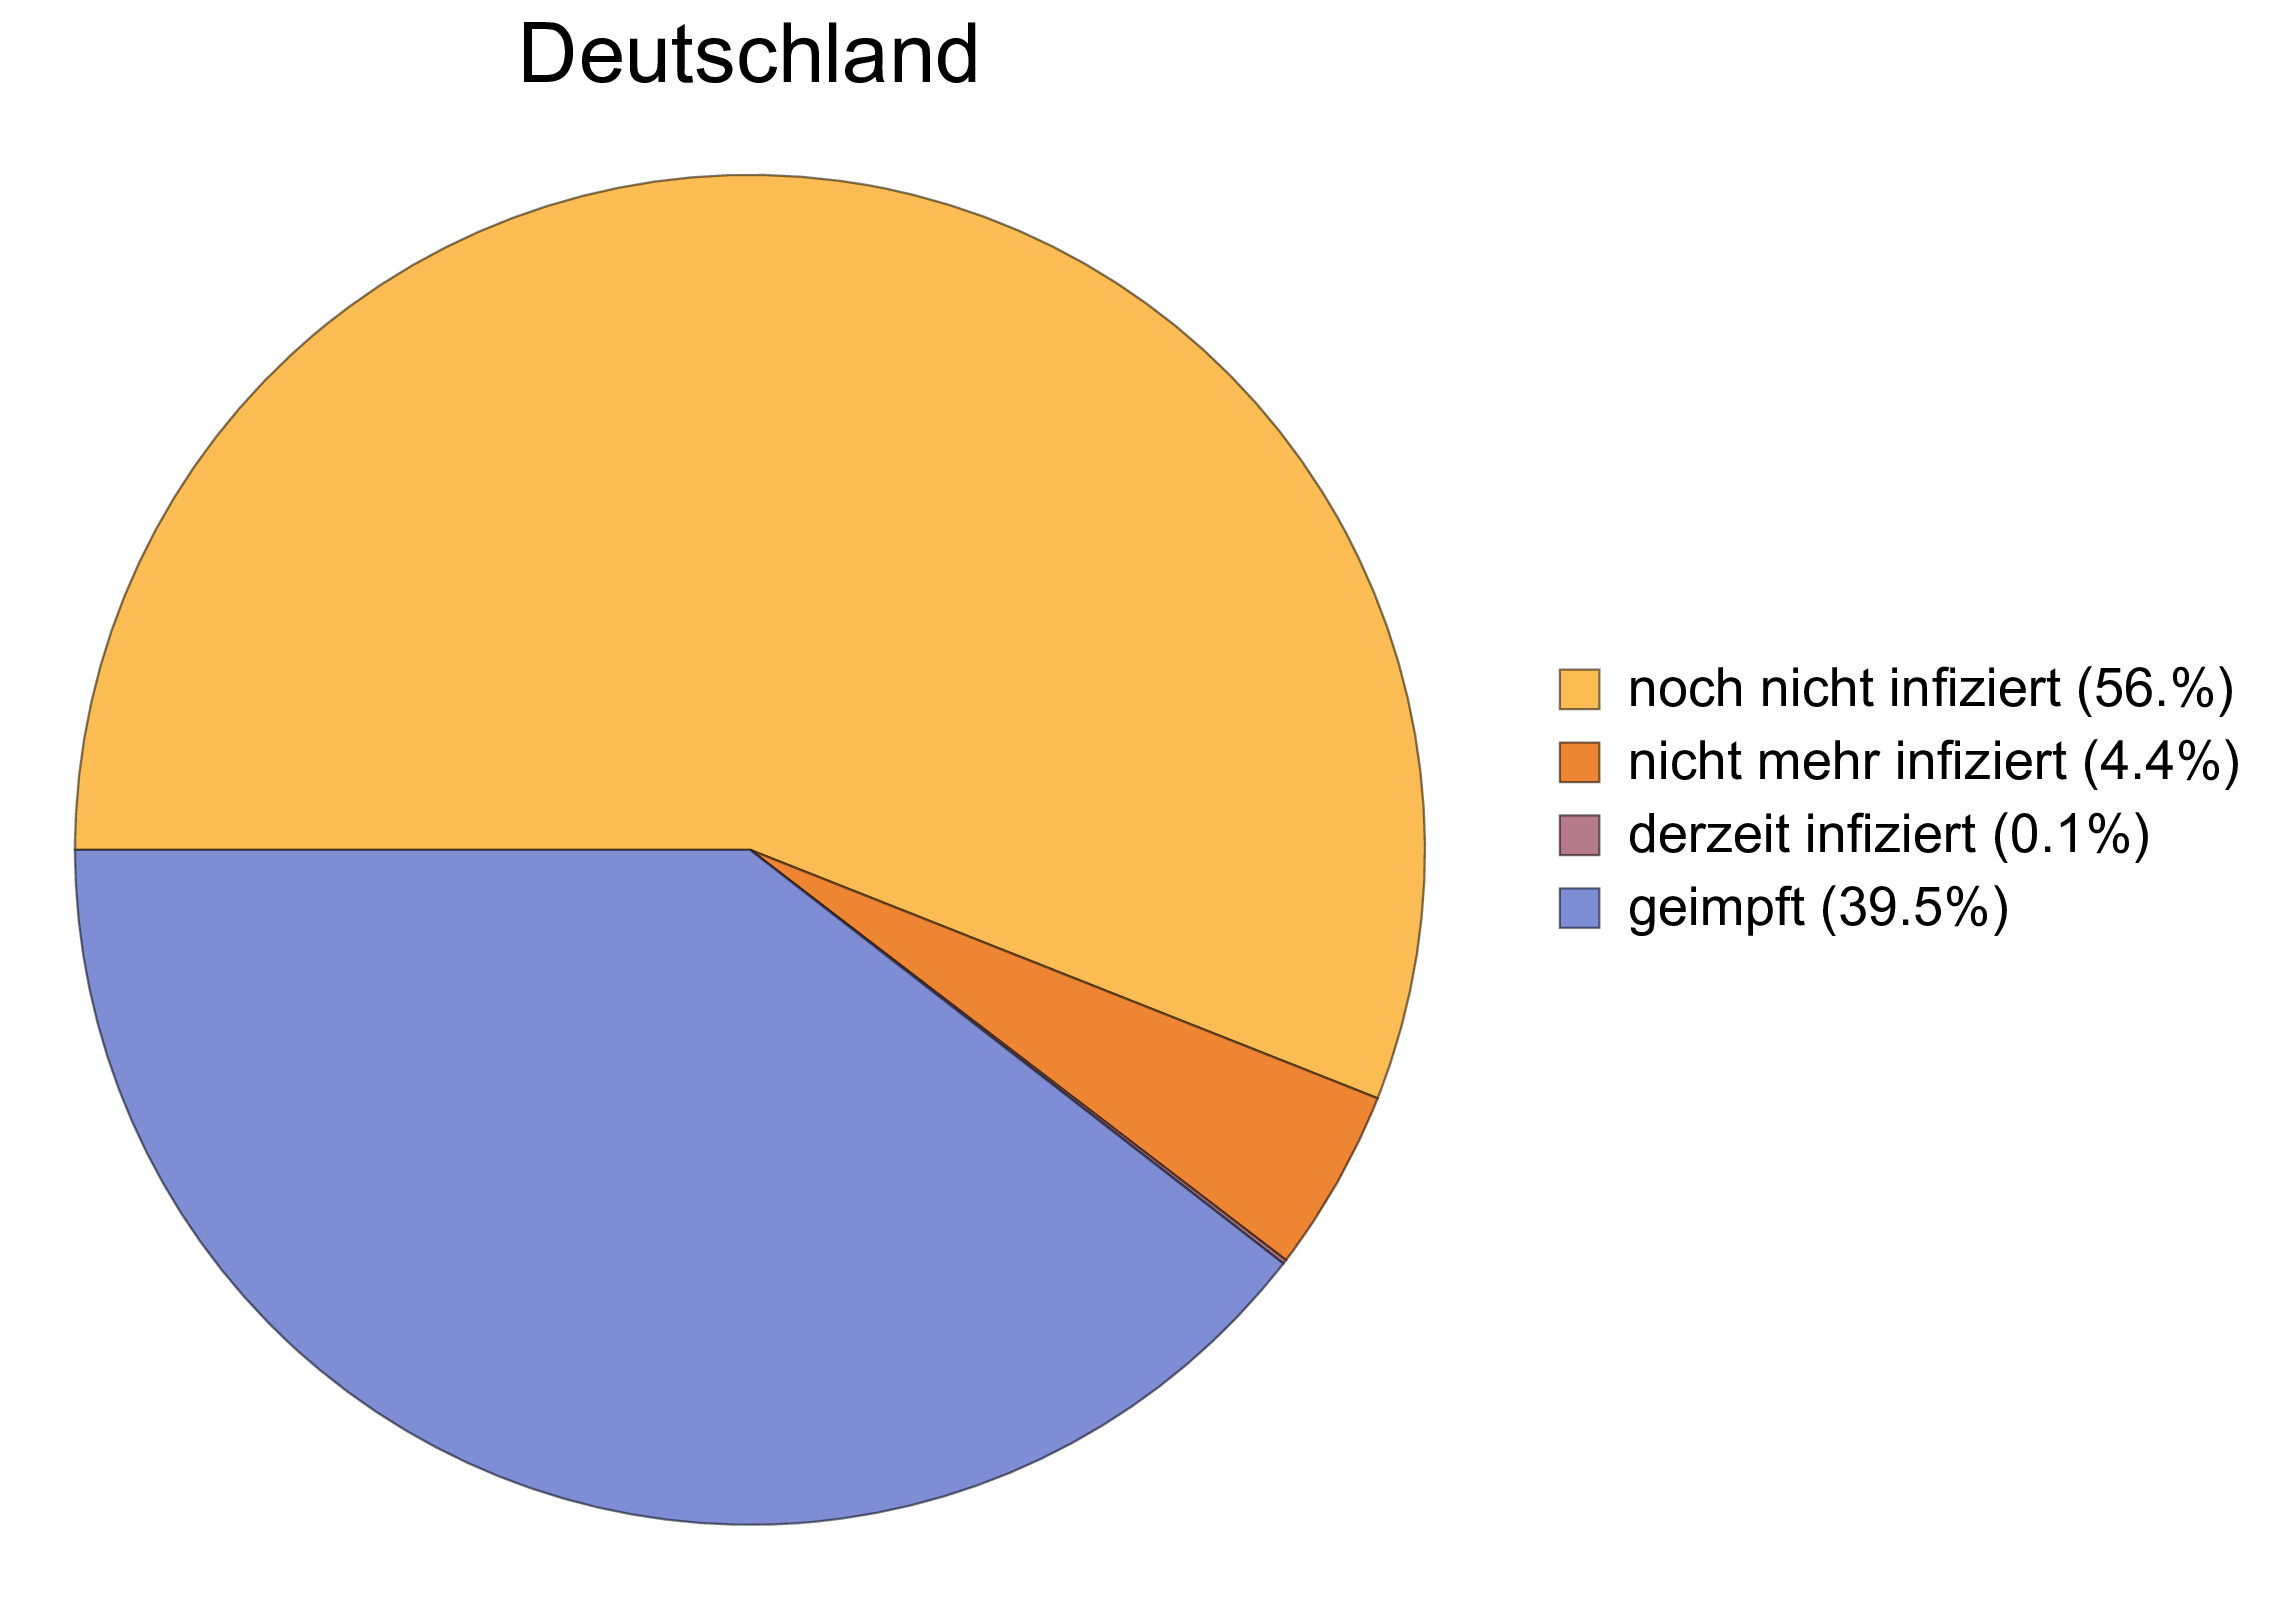 Deutschland
noch nicht infiziert (56.%)
nicht mehr infiziert (4.4%)
derzeit infiziert (0.1%)
geimpft (39.5%)